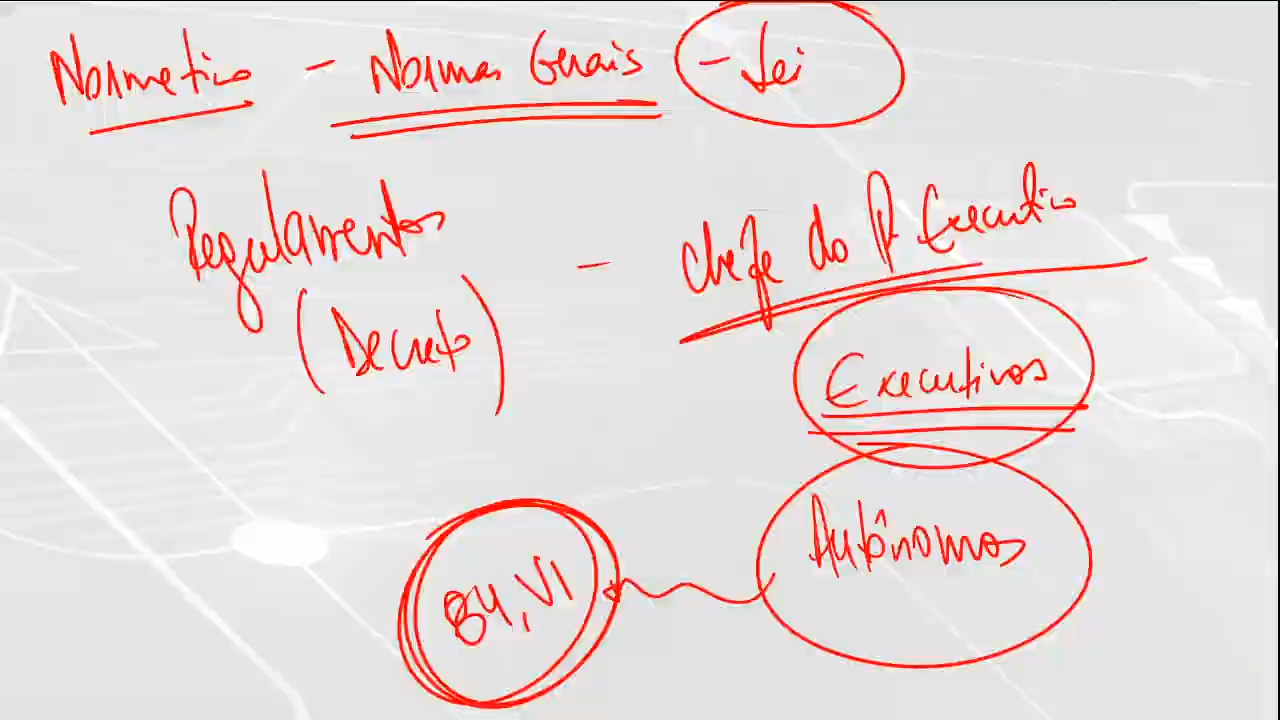 Normativo - Normas Gerais - Lei
Regulamentos - Chefe do P. Executivo
(Decreto)
Executivos
Autônomos
84, VI